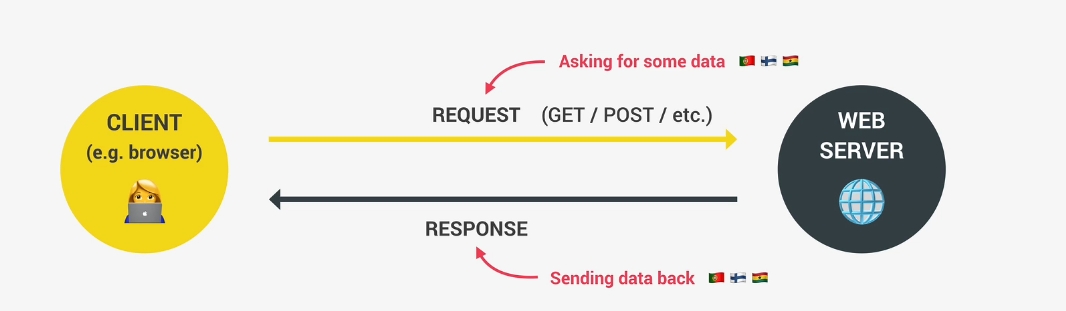 Asking for some data
CLIENT
(e.g. browser)
REQUEST (GET / POST / etc.)
WEB
SERVER
RESPONSE
Sending data back